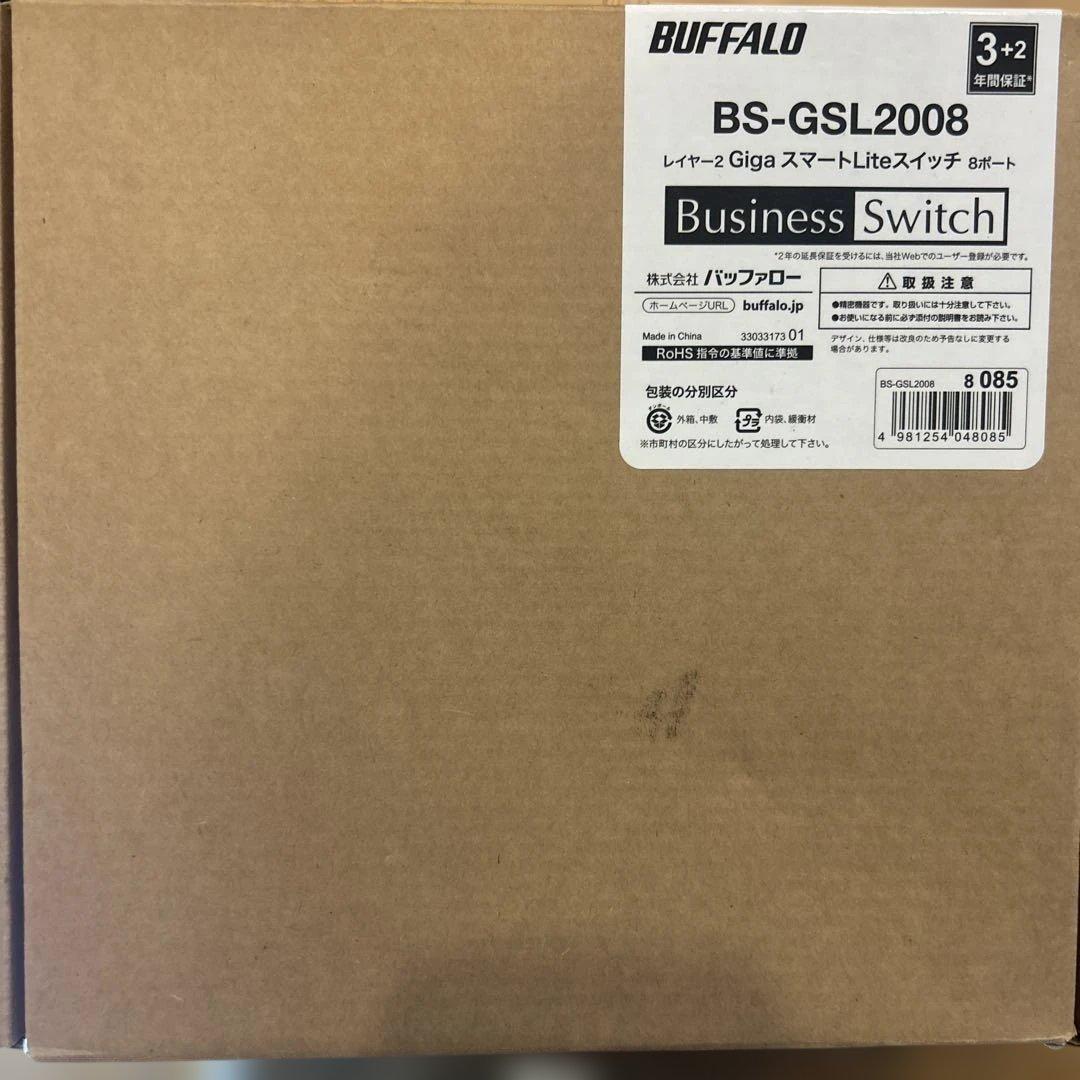 BUFFALO
3+2
年間保証*
BS-GSL2008
レイヤー2 Giga スマートLiteスイッチ 8ポート
Business Switch
*2年の延長保証を受けるには、当社Webでのユーザー登録が必要です。
株式会社 バッファロー
ホームページURL buffalo.jp
⚠ 取扱注意
●精密機器です。取り扱いには十分注意して下さい。
●お使いになる前に必ず添付の説明書をお読み下さい。
Made in China 33033173 01
RoHS 指令の基準値に準拠
デザイン、仕様等は改良のため予告なしに変更する
場合があります。
包装の分別区分
ダンボール 外箱、中敷 プラ 内袋、緩衝材
※市町村の区分にしたがって処理して下さい。
BS-GSL2008 8 085
4 981254 048085